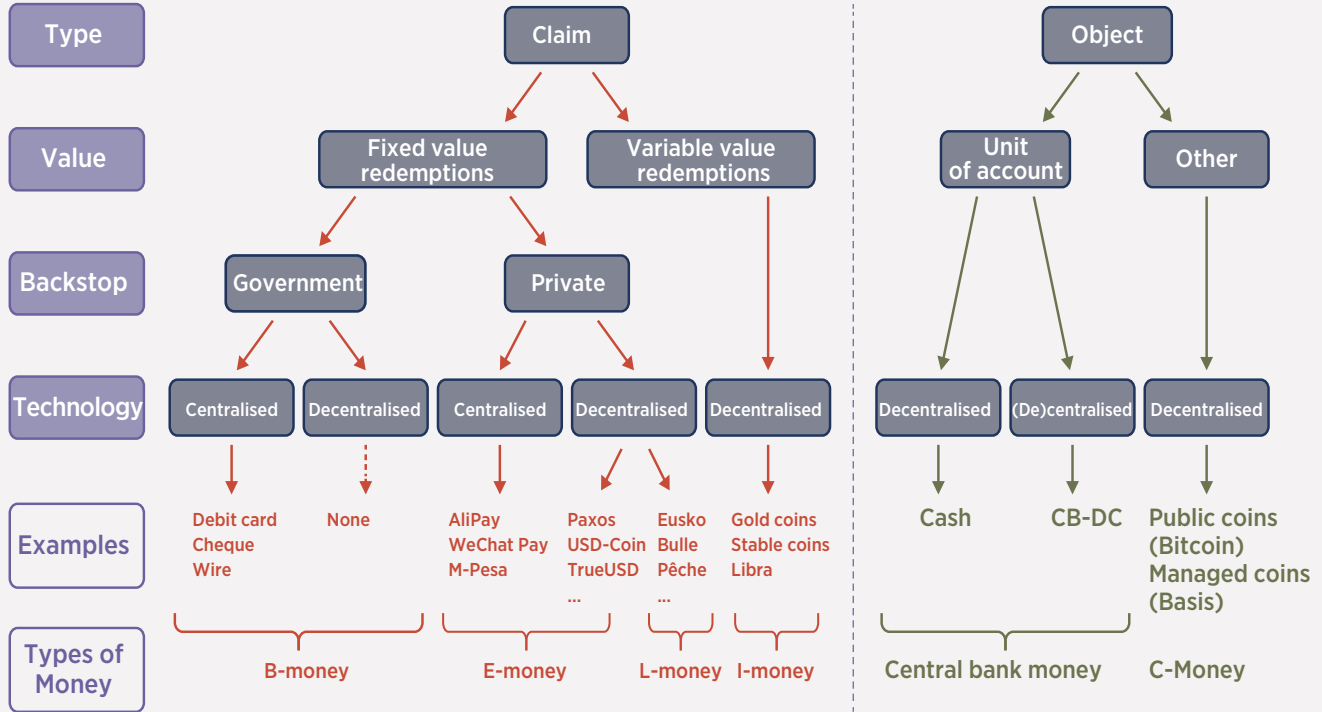 Type
Claim
Object
Value
Fixed value
redemptions
Variable value
redemptions
Unit
of account
Other
Backstop
Government
Private
Technology
Centralised
Decentralised
Centralised
Decentralised
Decentralised
Decentralised
(De)centralised
Decentralised
Examples
Debit card
Cheque
Wire
None
AliPay
WeChat Pay
M-Pesa
Paxos
USD-Coin
TrueUSD
...
Eusko
Bulle
Pêche
...
Gold coins
Stable coins
Libra
Cash
CB-DC
Public coins
(Bitcoin)
Managed coins
(Basis)
Types of
Money
B-money
E-money
L-money
I-money
Central bank money
C-Money